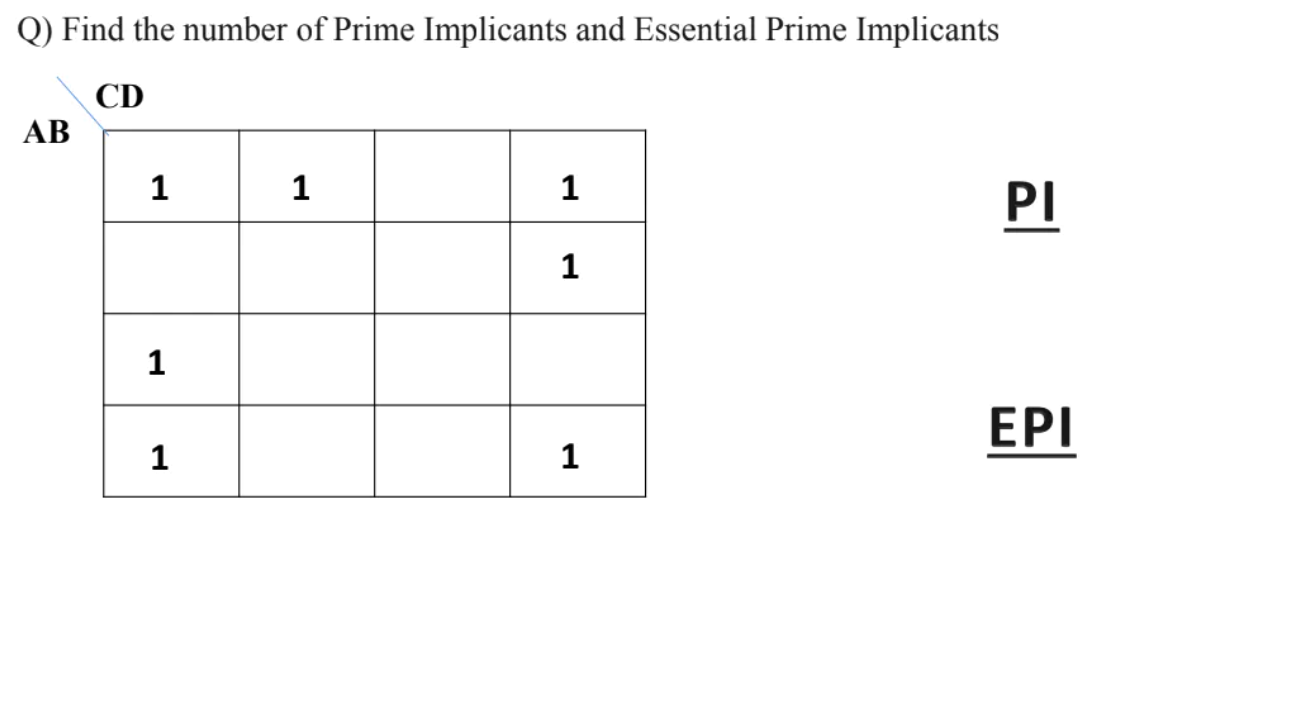 Q) Find the number of Prime Implicants and Essential Prime Implicants
CD
AB
1 1 1
PI
1
1
EPI
1 1